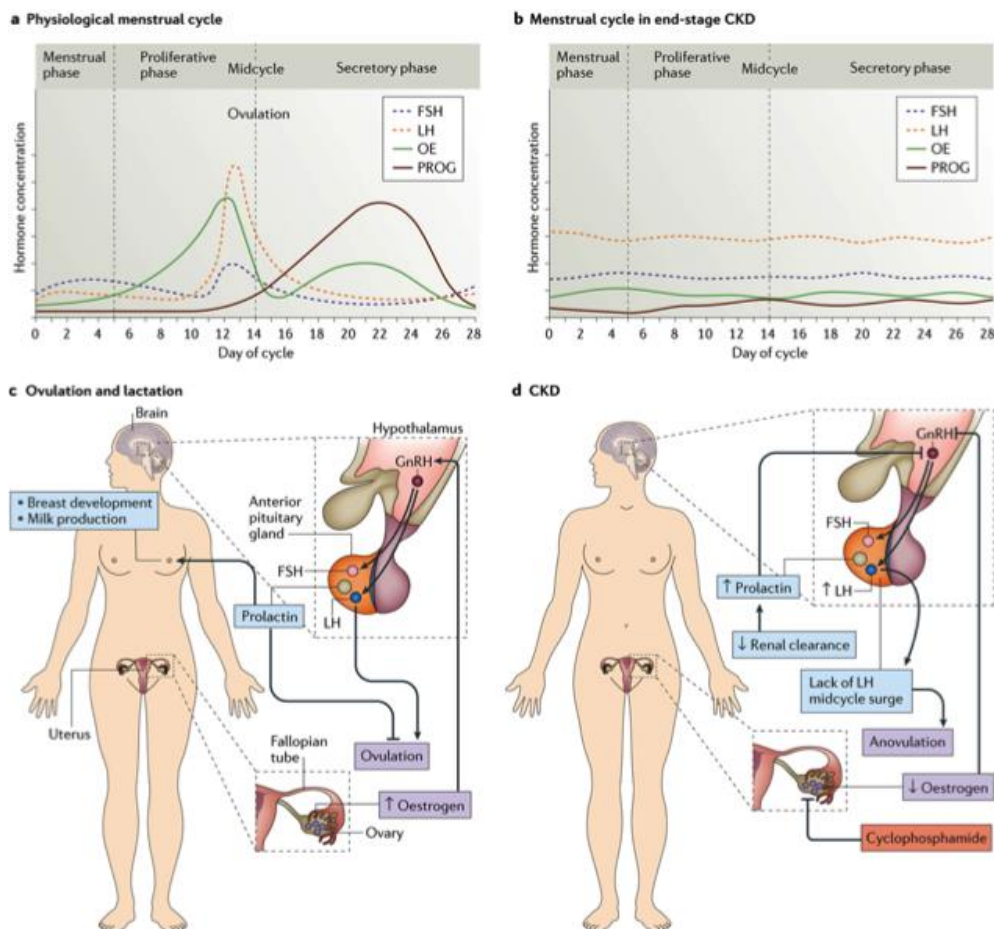 a Physiological menstrual cycle
Menstrual
phase
Proliferative
phase
Midcycle
Secretory phase
Ovulation
FSH
LH
OE
PROG
Hormone concentration
0 2 4 6 8 10 12 14 16 18 20 22 24 26 28
Day of cycle
b Menstrual cycle in end-stage CKD
Menstrual
phase
Proliferative
phase
Midcycle
Secretory phase
FSH
LH
OE
PROG
Hormone concentration
0 2 4 6 8 10 12 14 16 18 20 22 24 26 28
Day of cycle
c Ovulation and lactation
Brain
Hypothalamus
GnRH
• Breast development
• Milk production
Anterior
pituitary
gland
FSH
Prolactin
LH
Uterus
Ovulation
Fallopian
tube
↑ Oestrogen
Ovary
d CKD
GnRH
FSH
↑ Prolactin
↑ LH
↓ Renal clearance
Lack of LH
midcycle surge
Anovulation
↓ Oestrogen
Cyclophosphamide